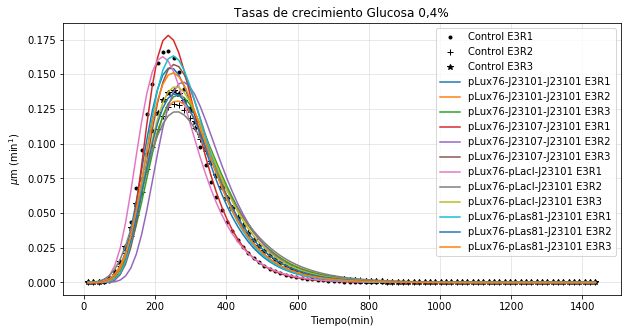 Tasas de crecimiento Glucosa 0,4%
0.175
0.150
0.125
0.100
0.075
0.050
0.025
0.000
μm (min⁻¹)
0
200
400
600
800
1000
1200
1400
Tiempo(min)
Control E3R1
Control E3R2
Control E3R3
pLux76-J23101-J23101 E3R1
pLux76-J23101-J23101 E3R2
pLux76-J23101-J23101 E3R3
pLux76-J23107-J23101 E3R1
pLux76-J23107-J23101 E3R2
pLux76-J23107-J23101 E3R3
pLux76-pLacI-J23101 E3R1
pLux76-pLacI-J23101 E3R2
pLux76-pLacI-J23101 E3R3
pLux76-pLas81-J23101 E3R1
pLux76-pLas81-J23101 E3R2
pLux76-pLas81-J23101 E3R3